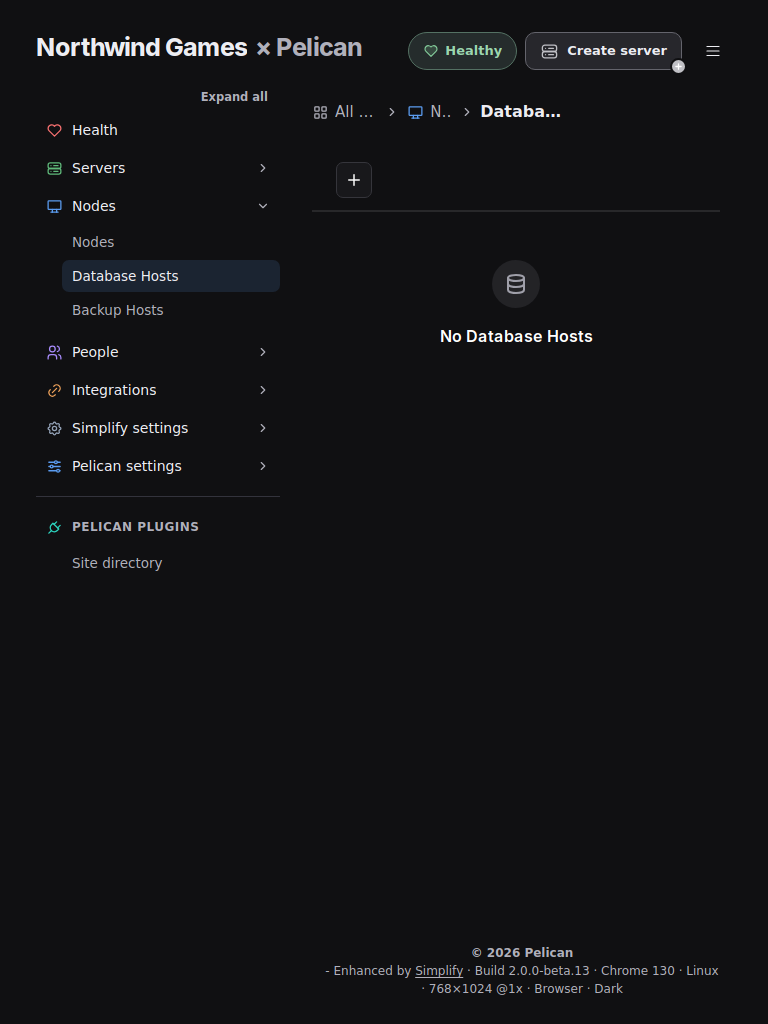 Northwind Games × Pelican
Healthy
Create server
Expand all
Health
Servers
Nodes
Nodes
Database Hosts
Backup Hosts
People
Integrations
Simplify settings
Pelican settings
PELICAN PLUGINS
Site directory
All ...
N..
Databa...
No Database Hosts
© 2026 Pelican
- Enhanced by Simplify · Build 2.0.0-beta.13 · Chrome 130 · Linux
· 768×1024 @1x · Browser · Dark